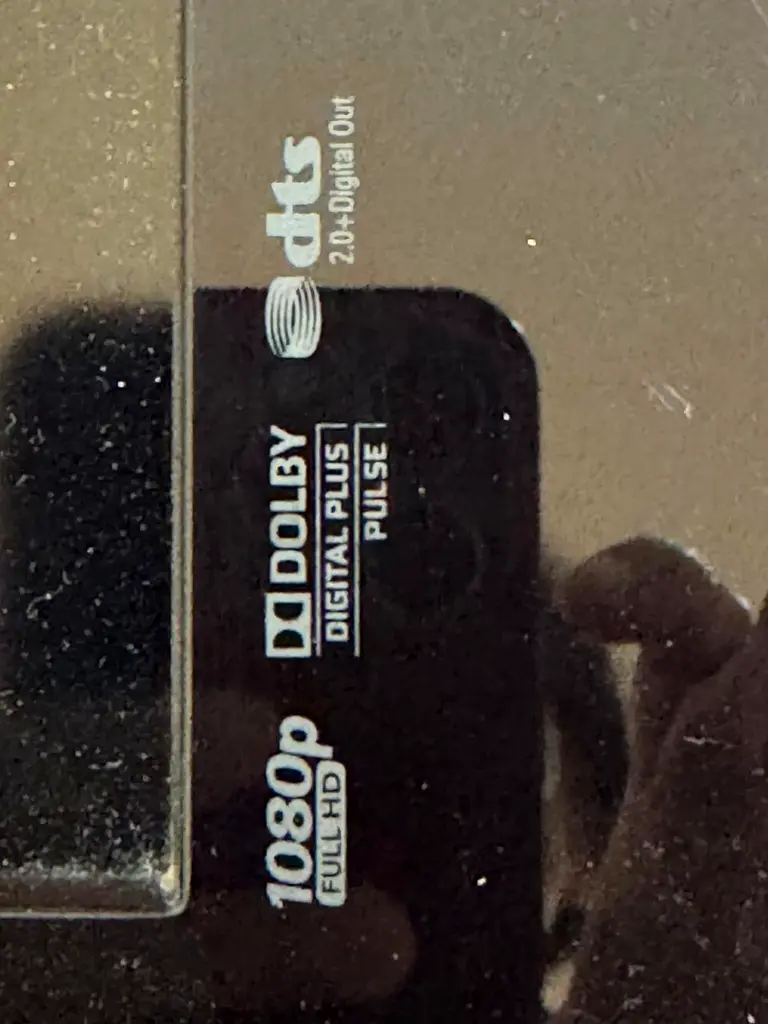 1080p
FULL HD
DOLBY
DIGITAL PLUS
PULSE
dts
2.0+Digital Out